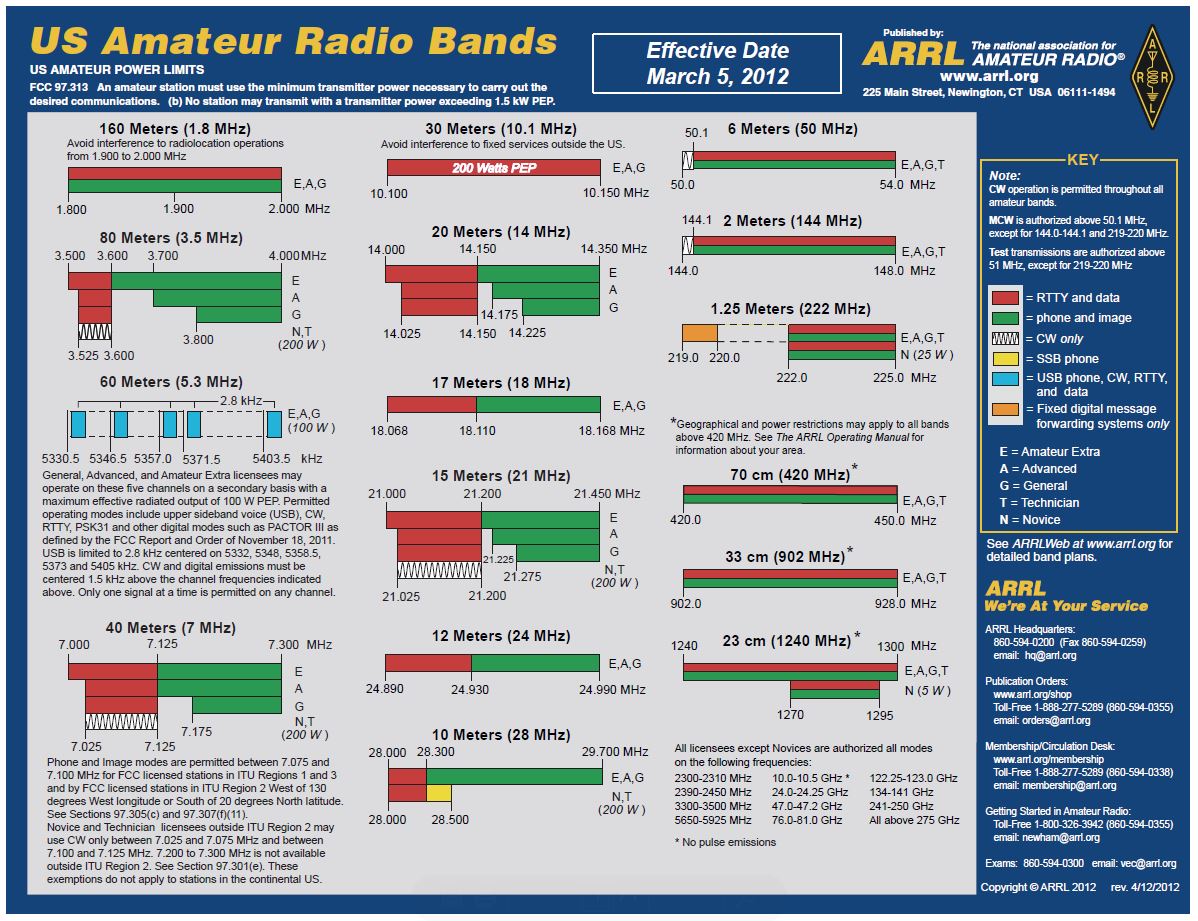 US Amateur Radio Bands
US AMATEUR POWER LIMITS
FCC 97.313 An amateur station must use the minimum transmitter power necessary to carry out the
desired communications. (b) No station may transmit with a transmitter power exceeding 1.5 kW PEP.
Effective Date
March 5, 2012
Published by:
ARRL The national association for
AMATEUR RADIO®
www.arrl.org
225 Main Street, Newington, CT USA 06111-1494
A
R R
L
160 Meters (1.8 MHz)
Avoid interference to radiolocation operations
from 1.900 to 2.000 MHz
E,A,G
1.800 1.900 2.000 MHz
80 Meters (3.5 MHz)
3.500 3.600 3.700 4.000 MHz
E
A
G
3.800
N,T
(200 W)
3.525 3.600
60 Meters (5.3 MHz)
2.8 kHz
E,A,G
(100 W)
5330.5 5346.5 5357.0 5371.5 5403.5 kHz
General, Advanced, and Amateur Extra licensees may
operate on these five channels on a secondary basis with a
maximum effective radiated output of 100 W PEP. Permitted
operating modes include upper sideband voice (USB), CW,
RTTY, PSK31 and other digital modes such as PACTOR III as
defined by the FCC Report and Order of November 18, 2011.
USB is limited to 2.8 kHz centered on 5332, 5348, 5358.5,
5373 and 5405 kHz. CW and digital emissions must be
centered 1.5 kHz above the channel frequencies indicated
above. Only one signal at a time is permitted on any channel.
40 Meters (7 MHz)
7.000 7.125 7.300 MHz
E
A
G
7.175
N,T
(200 W)
7.025 7.125
Phone and Image modes are permitted between 7.075 and
7.100 MHz for FCC licensed stations in ITU Regions 1 and 3
and by FCC licensed stations in ITU Region 2 West of 130
degrees West longitude or South of 20 degrees North latitude.
See Sections 97.305(c) and 97.307(f)(11).
Novice and Technician licensees outside ITU Region 2 may
use CW only between 7.025 and 7.075 MHz and between
7.100 and 7.125 MHz. 7.200 to 7.300 MHz is not available
outside ITU Region 2. See Section 97.301(e). These
exemptions do not apply to stations in the continental US.
30 Meters (10.1 MHz)
Avoid interference to fixed services outside the US.
200 Watts PEP
E,A,G
10.100 10.150 MHz
20 Meters (14 MHz)
14.000 14.150 14.350 MHz
E
A
G
14.175
14.025 14.150 14.225
17 Meters (18 MHz)
E,A,G
18.068 18.110 18.168 MHz
15 Meters (21 MHz)
21.000 21.200 21.450 MHz
E
A
G
21.225
N,T
21.275
(200 W)
21.025 21.200
12 Meters (24 MHz)
E,A,G
24.890 24.930 24.990 MHz
10 Meters (28 MHz)
28.000 28.300 29.700 MHz
E,A,G
N,T
(200 W)
28.000 28.500
6 Meters (50 MHz)
50.1
E,A,G,T
50.0 54.0 MHz
2 Meters (144 MHz)
144.1
E,A,G,T
144.0 148.0 MHz
1.25 Meters (222 MHz)
E,A,G,T
N (25 W)
219.0 220.0
222.0 225.0 MHz
*Geographical and power restrictions may apply to all bands
above 420 MHz. See The ARRL Operating Manual for
information about your area.
70 cm (420 MHz)*
E,A,G,T
420.0 450.0 MHz
33 cm (902 MHz)*
E,A,G,T
902.0 928.0 MHz
23 cm (1240 MHz)*
1240 1300 MHz
E,A,G,T
N (5 W)
1270 1295
All licensees except Novices are authorized all modes
on the following frequencies:
2300-2310 MHz 10.0-10.5 GHz * 122.25-123.0 GHz
2390-2450 MHz 24.0-24.25 GHz 134-141 GHz
3300-3500 MHz 47.0-47.2 GHz 241-250 GHz
5650-5925 MHz 76.0-81.0 GHz All above 275 GHz
* No pulse emissions
KEY
Note:
CW operation is permitted throughout all
amateur bands.
MCW is authorized above 50.1 MHz,
except for 144.0-144.1 and 219-220 MHz.
Test transmissions are authorized above
51 MHz, except for 219-220 MHz
= RTTY and data
= phone and image
= CW only
= SSB phone
= USB phone, CW, RTTY,
and data
= Fixed digital message
forwarding systems only
E = Amateur Extra
A = Advanced
G = General
T = Technician
N = Novice
See ARRLWeb at www.arrl.org for
detailed band plans.
ARRL
We're At Your Service
ARRL Headquarters:
860-594-0200 (Fax 860-594-0259)
email: hq@arrl.org
Publication Orders:
www.arrl.org/shop
Toll-Free 1-888-277-5289 (860-594-0355)
email: orders@arrl.org
Membership/Circulation Desk:
www.arrl.org/membership
Toll-Free 1-888-277-5289 (860-594-0338)
email: membership@arrl.org
Getting Started in Amateur Radio:
Toll-Free 1-800-326-3942 (860-594-0355)
email: newham@arrl.org
Exams: 860-594-0300 email: vec@arrl.org
Copyright © ARRL 2012 rev. 4/12/2012